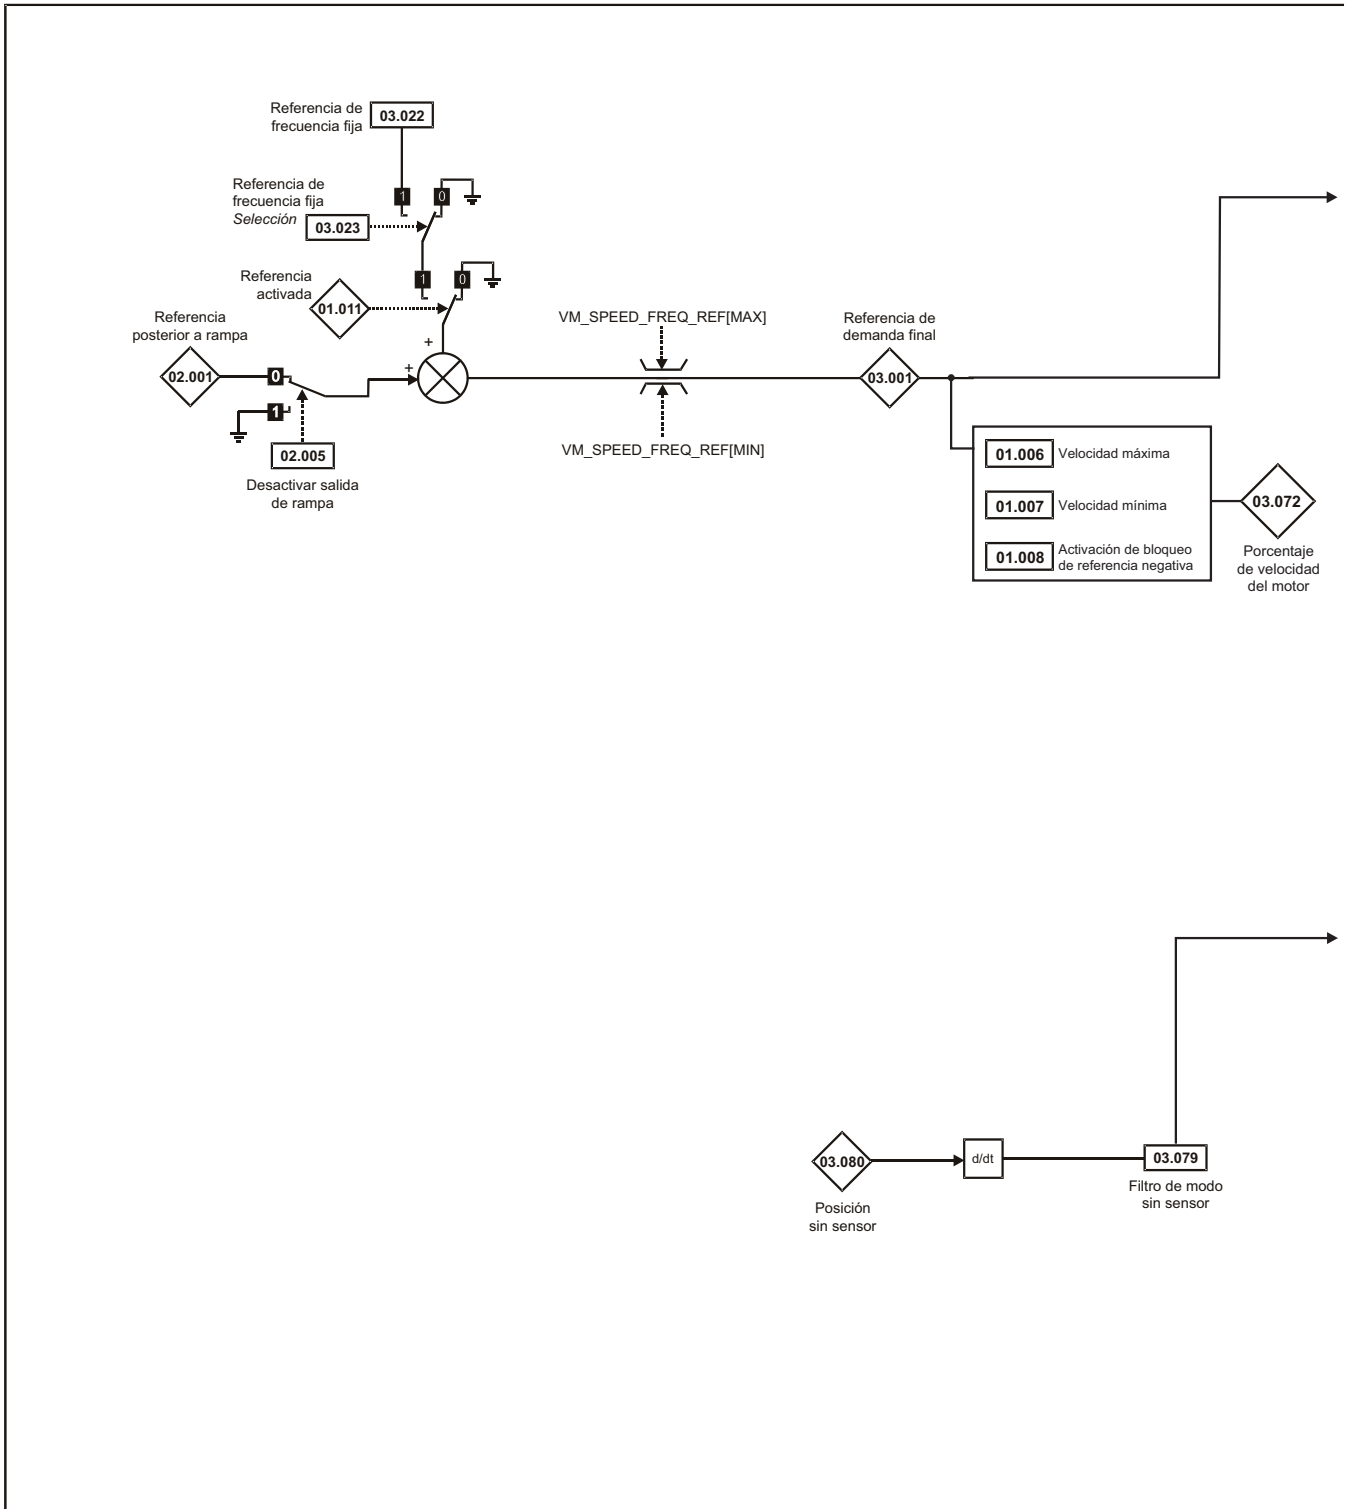 Referencia de
frecuencia fija
03.022
Referencia de
frecuencia fija
Selección
03.023
1
0
Referencia
activada
01.011
1
0
+
Referencia
posterior a rampa
02.001
0
1
+
02.005
Desactivar salida
de rampa
VM_SPEED_FREQ_REF[MAX]
VM_SPEED_FREQ_REF[MIN]
Referencia de
demanda final
03.001
01.006 Velocidad máxima
01.007 Velocidad mínima
01.008 Activación de bloqueo
de referencia negativa
03.072
Porcentaje
de velocidad
del motor
03.080
Posición
sin sensor
d/dt
03.079
Filtro de modo
sin sensor